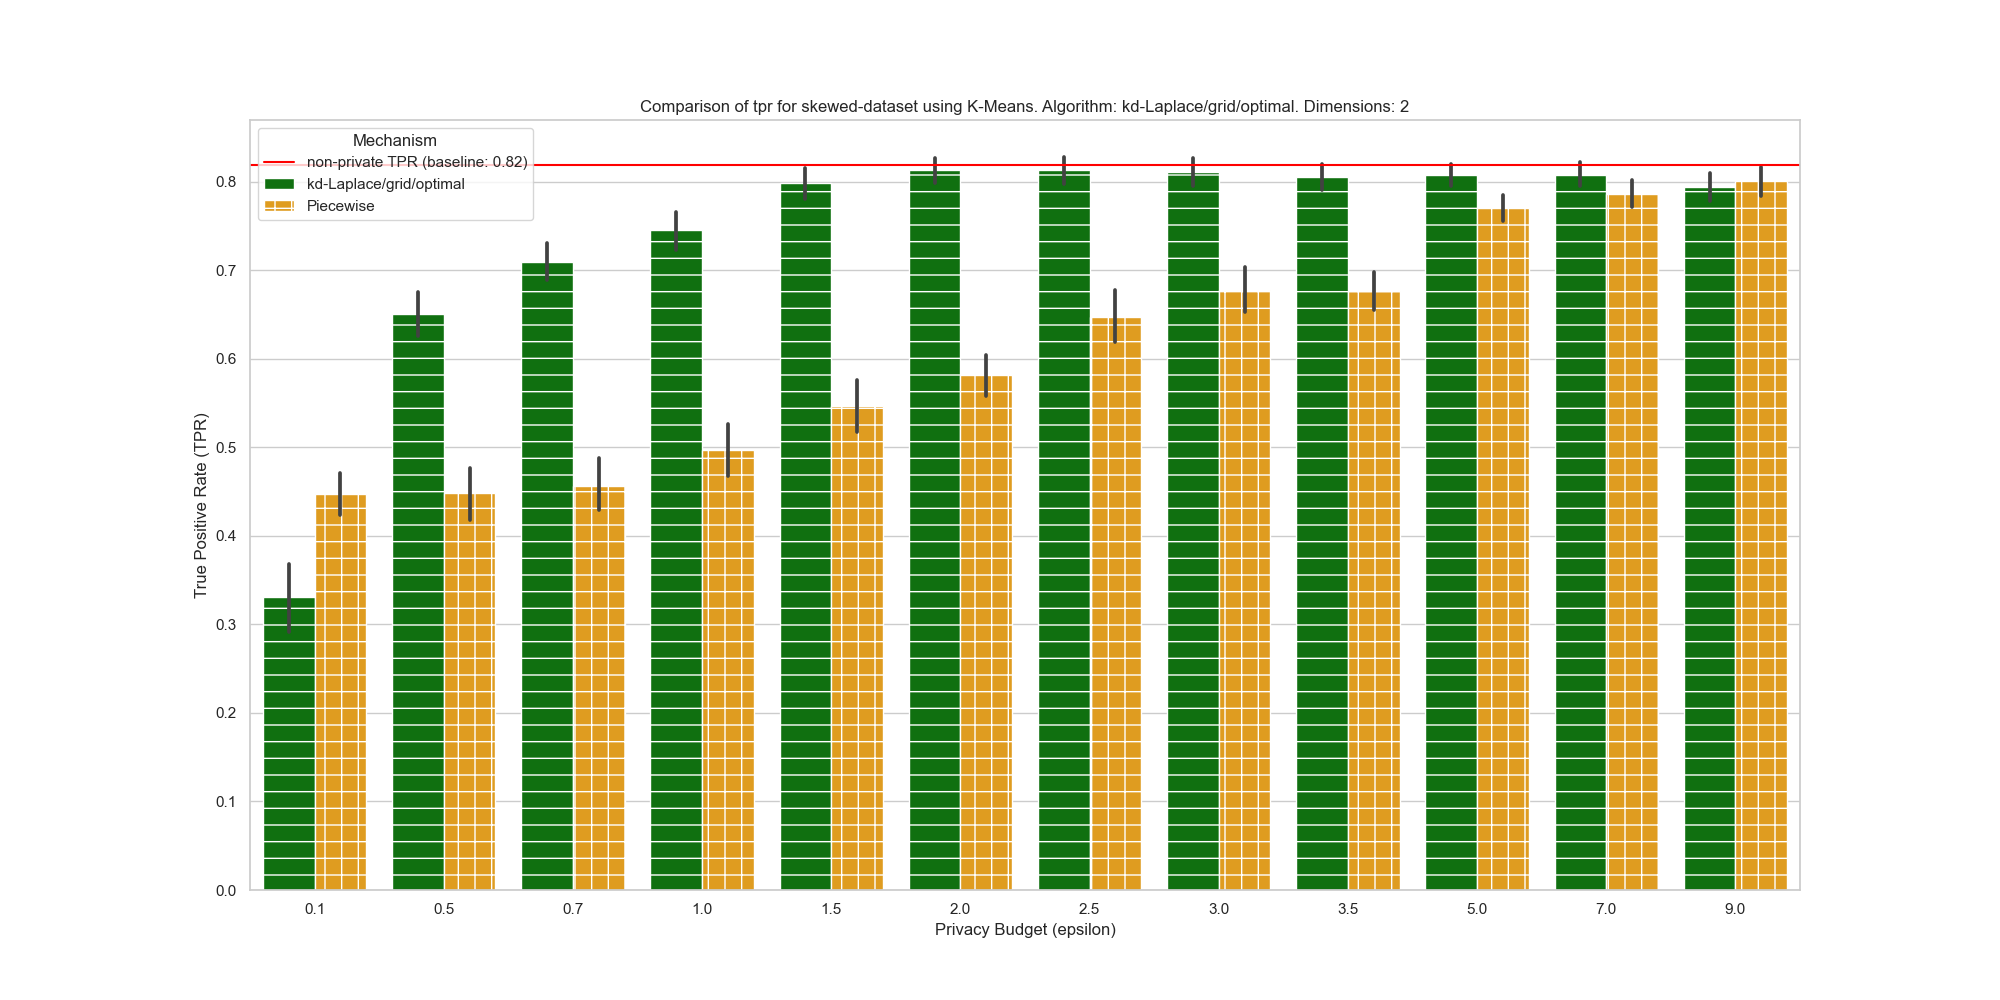 Comparison of tpr for skewed-dataset using K-Means. Algorithm: kd-Laplace/grid/optimal. Dimensions: 2
Mechanism
non-private TPR (baseline: 0.82)
kd-Laplace/grid/optimal
Piecewise
True Positive Rate (TPR)
0.8
0.7
0.6
0.5
0.4
0.3
0.2
0.1
0.0
0.1 0.5 0.7 1.0 1.5 2.0 2.5 3.0 3.5 5.0 7.0 9.0
Privacy Budget (epsilon)